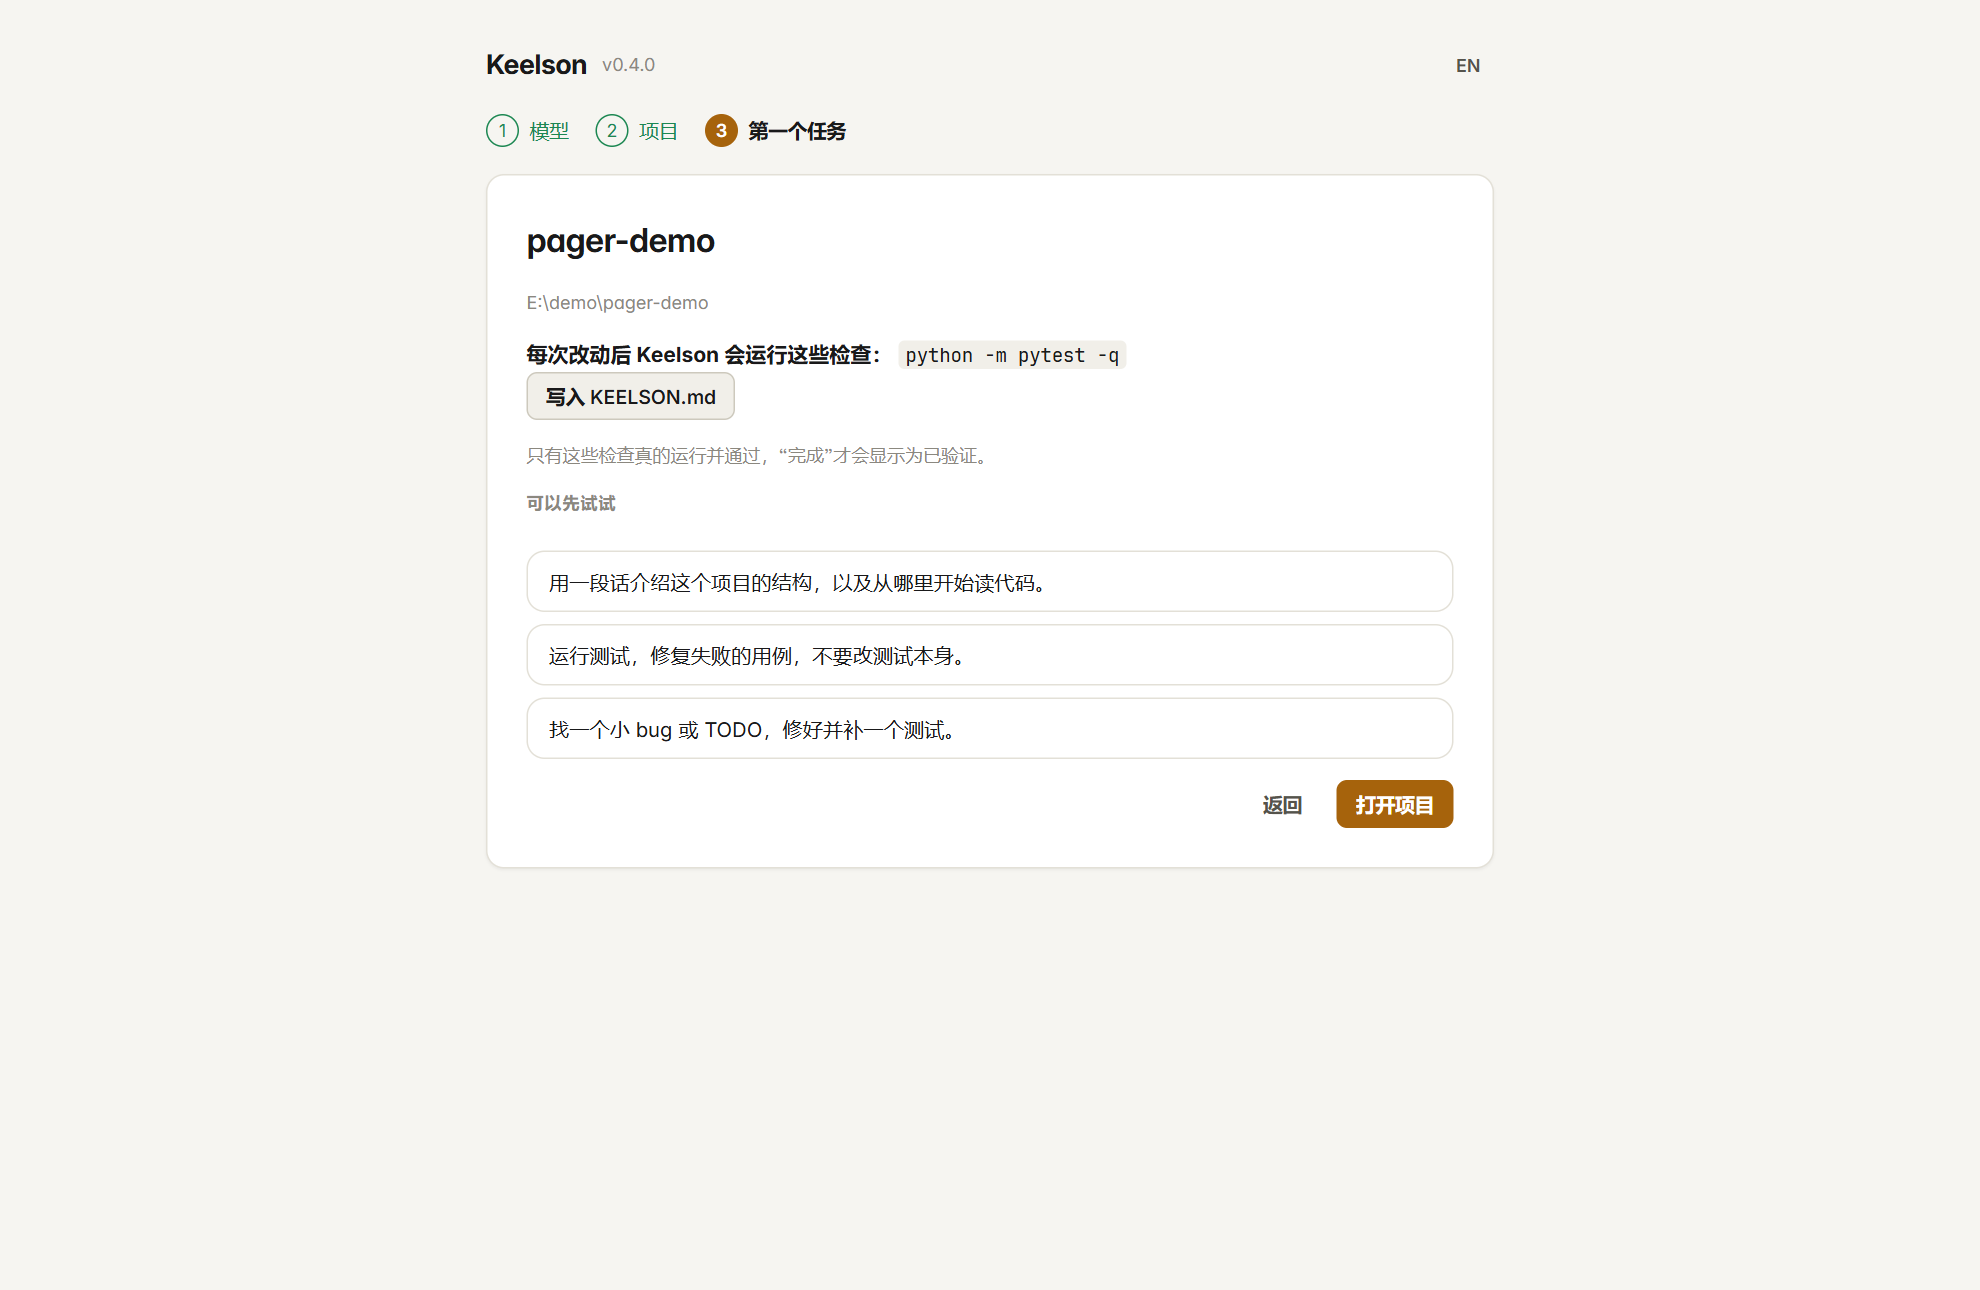 Keelson v0.4.0 EN
1 模型 2 项目 3 第一个任务
pager-demo
E:\demo\pager-demo
每次改动后 Keelson 会运行这些检查： python -m pytest -q
写入 KEELSON.md
只有这些检查真的运行并通过，“完成”才会显示为已验证。
可以先试试
用一段话介绍这个项目的结构，以及从哪里开始读代码。
运行测试，修复失败的用例，不要改测试本身。
找一个小 bug 或 TODO，修好并补一个测试。
返回 打开项目